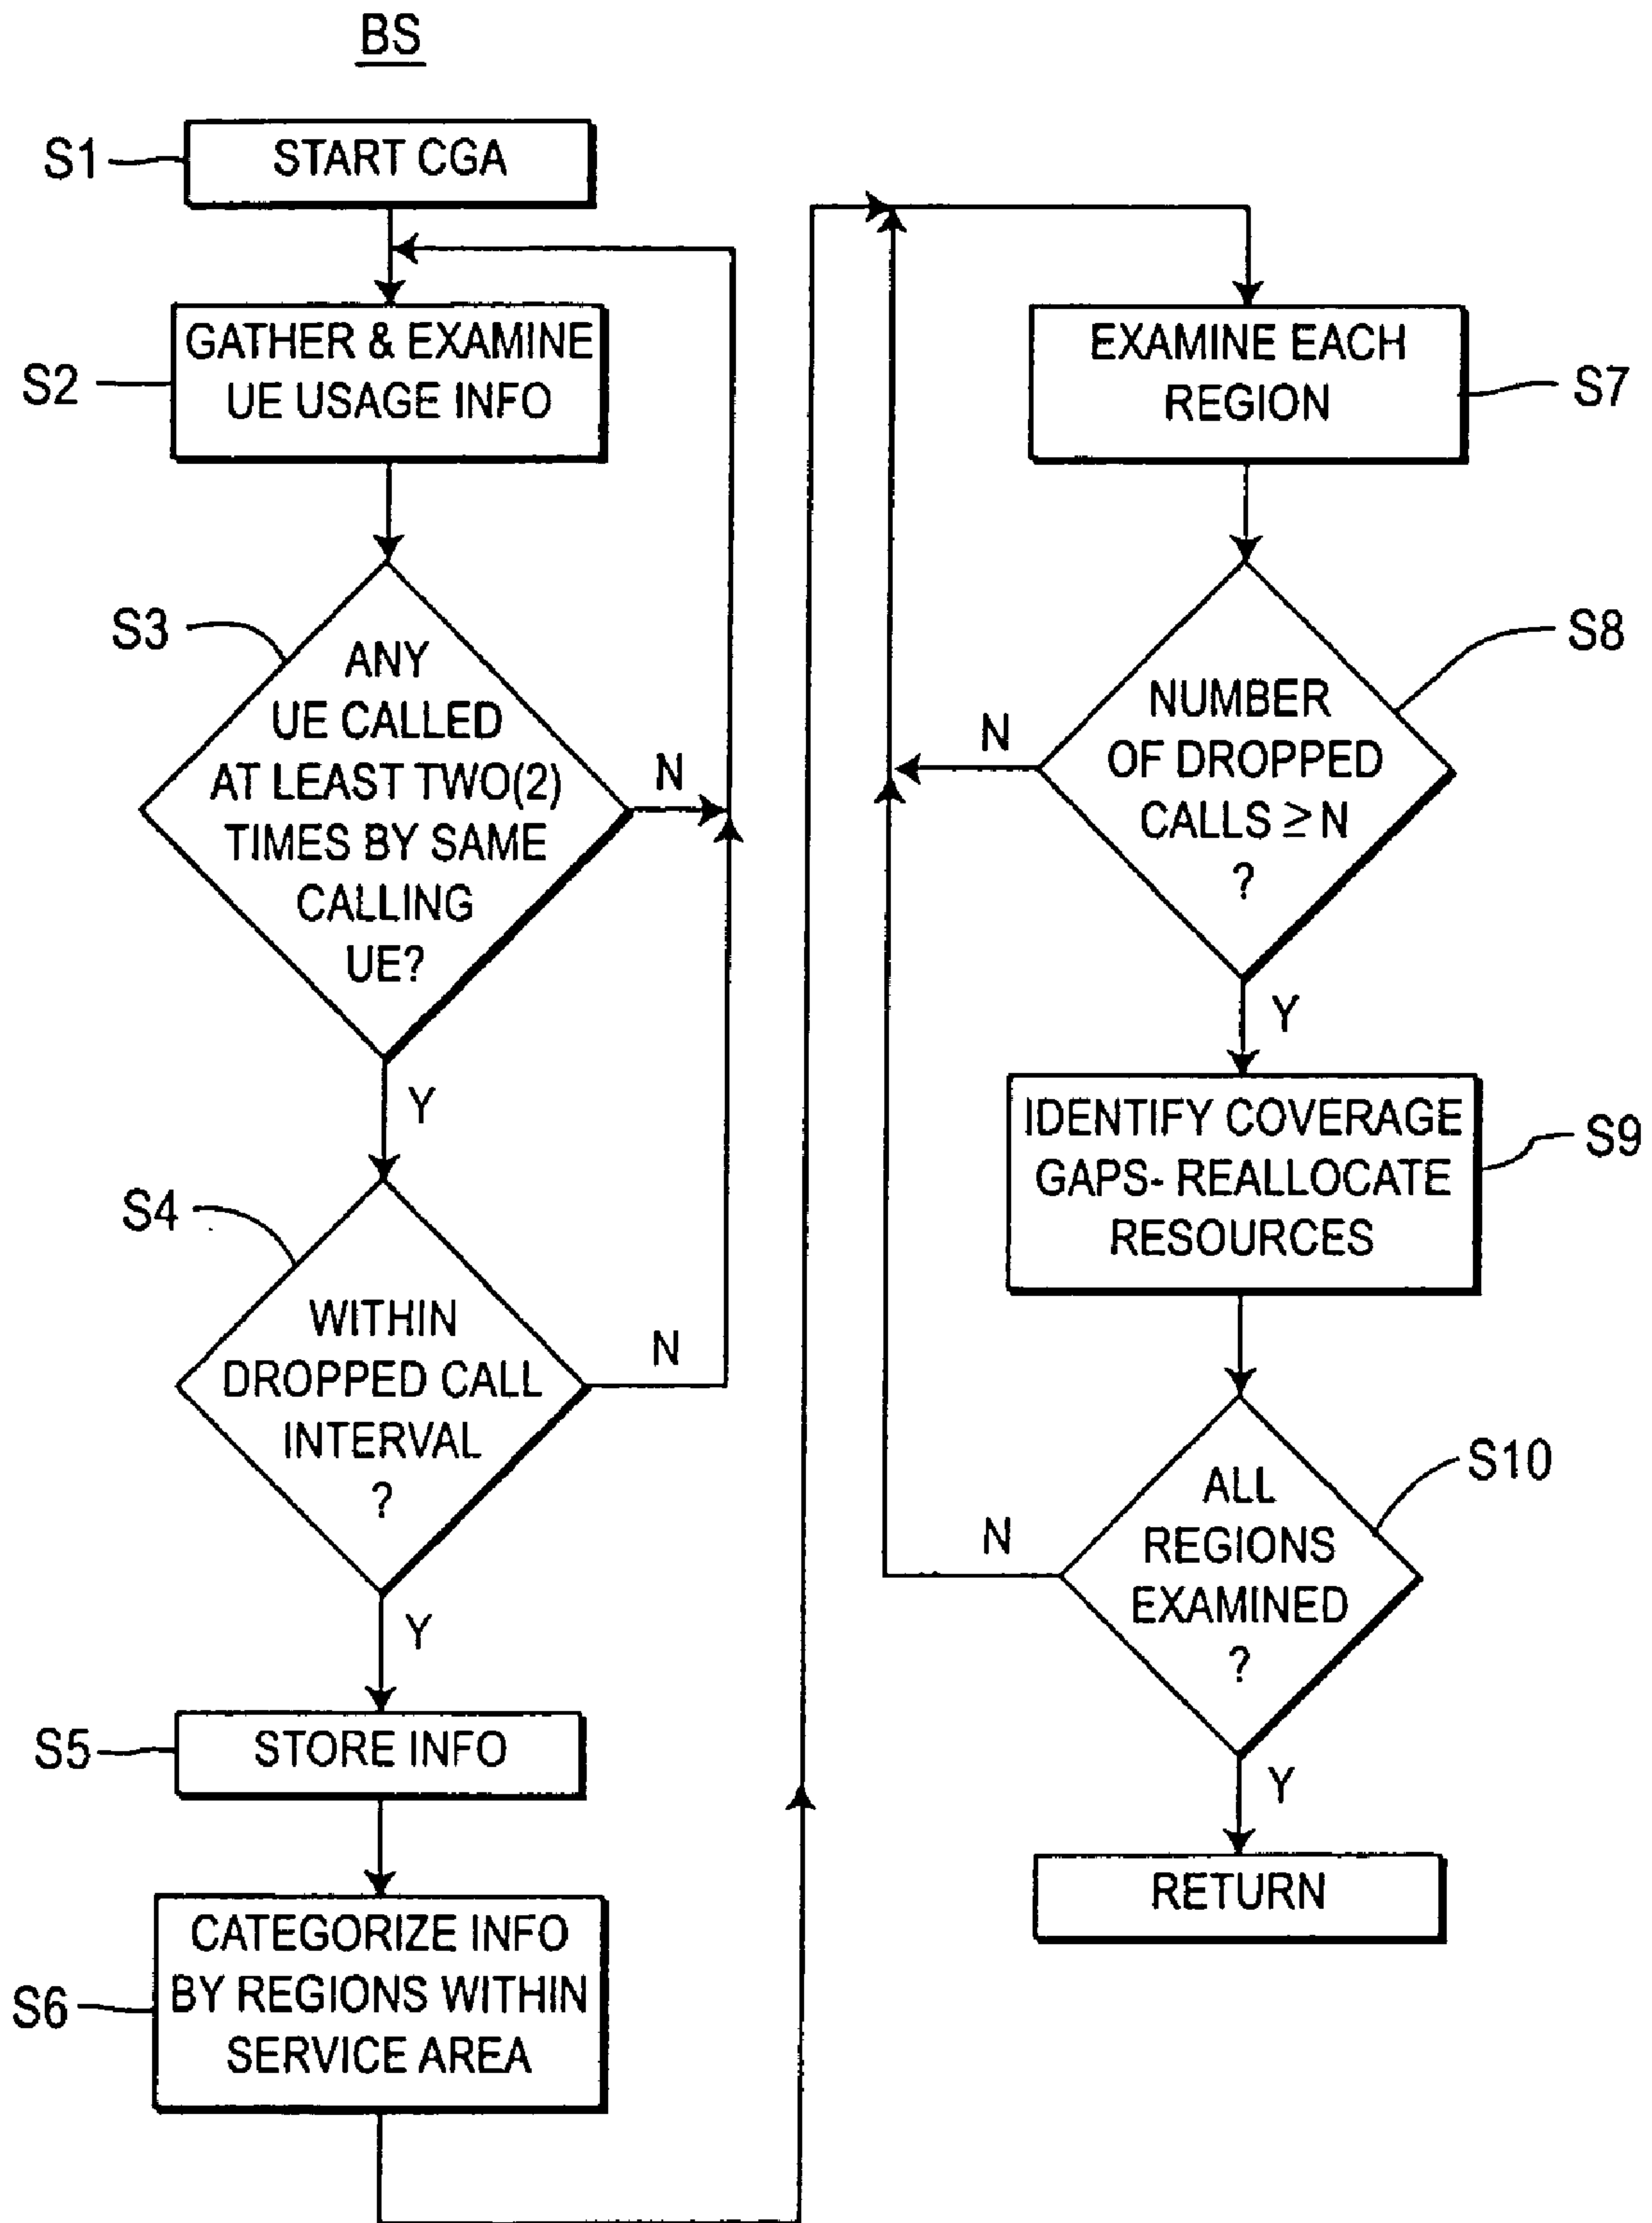 BS
S1
START CGA
S2
GATHER & EXAMINE
UE USAGE INFO
S3
ANY
UE CALLED
AT LEAST TWO(2)
TIMES BY SAME
CALLING
UE?
N
Y
S4
WITHIN
DROPPED CALL
INTERVAL
?
N
Y
S5
STORE INFO
S6
CATEGORIZE INFO
BY REGIONS WITHIN
SERVICE AREA
EXAMINE EACH
REGION
S7
S8
NUMBER
OF DROPPED
CALLS ≥ N
?
N
Y
IDENTIFY COVERAGE
GAPS- REALLOCATE
RESOURCES
S9
S10
ALL
REGIONS
EXAMINED
?
N
Y
RETURN